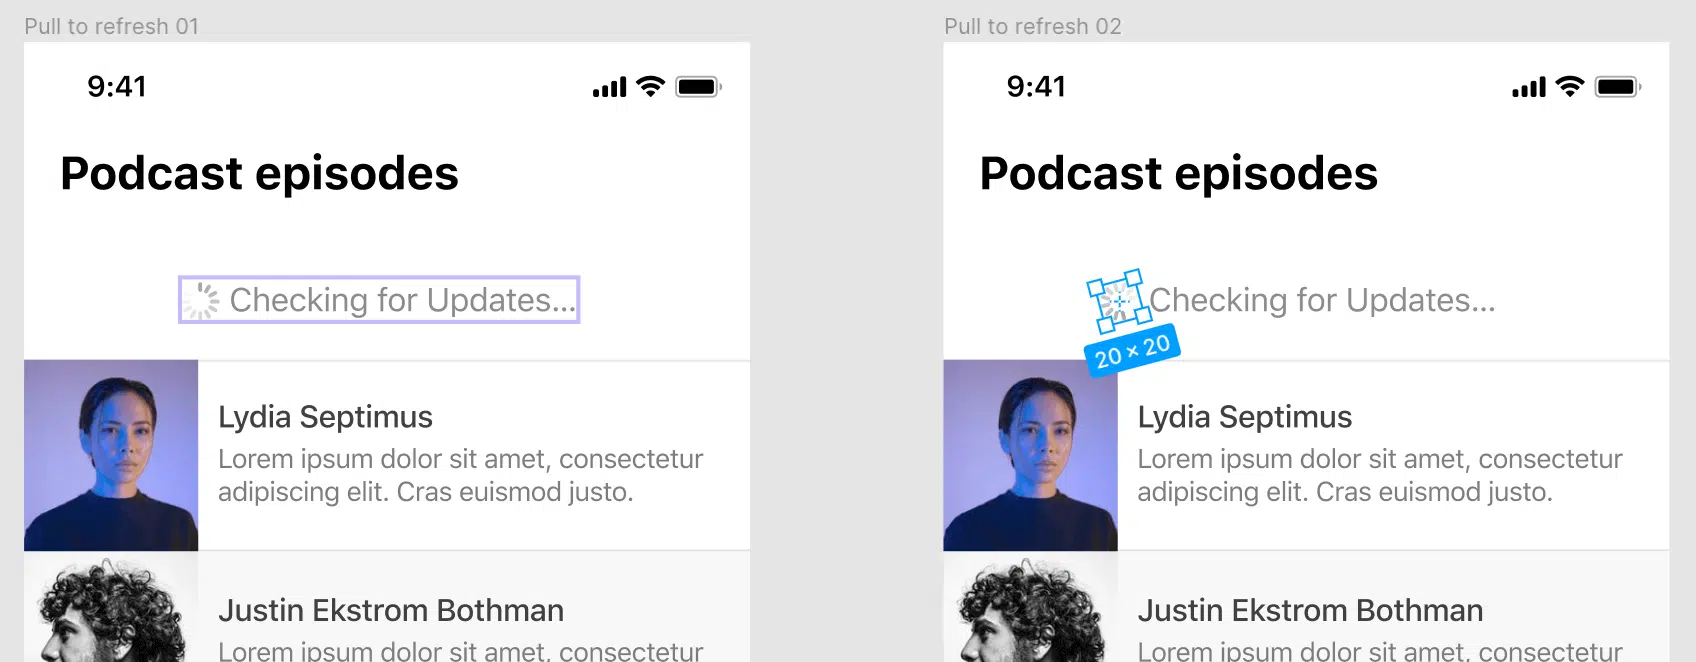 Pull to refresh 01
9:41
Podcast episodes
Checking for Updates...
Lydia Septimus
Lorem ipsum dolor sit amet, consectetur
adipiscing elit. Cras euismod justo.
Justin Ekstrom Bothman
Lorem ipsum dolor sit amet, consectetur
Pull to refresh 02
9:41
Podcast episodes
Checking for Updates...
20 × 20
Lydia Septimus
Lorem ipsum dolor sit amet, consectetur
adipiscing elit. Cras euismod justo.
Justin Ekstrom Bothman
Lorem ipsum dolor sit amet, consectetur